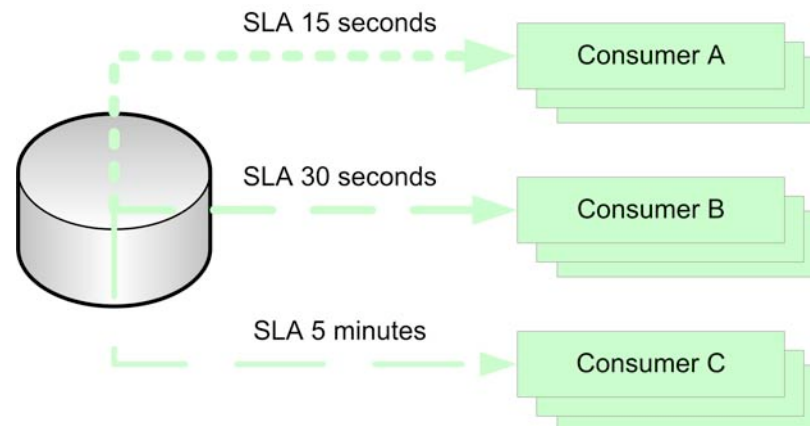 SLA 15 seconds
Consumer A
SLA 30 seconds
Consumer B
SLA 5 minutes
Consumer C